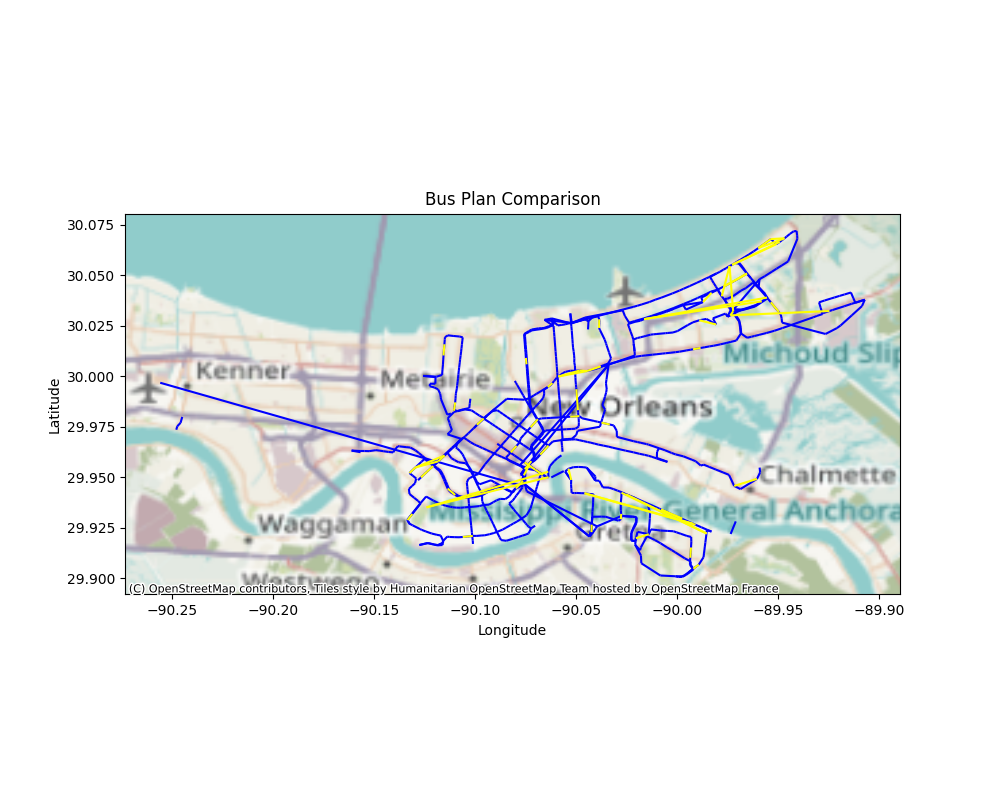 Bus Plan Comparison
30.075
30.050
30.025
30.000
29.975
29.950
29.925
29.900
Latitude
Kenner
Metairie
New Orleans
Michoud Slip
Chalmette
Waggaman
Mississippi River General Anchora
Gretna
Westwego
(C) OpenStreetMap contributors, Tiles style by Humanitarian OpenStreetMap Team hosted by OpenStreetMap France
−90.25
−90.20
−90.15
−90.10
−90.05
−90.00
−89.95
−89.90
Longitude